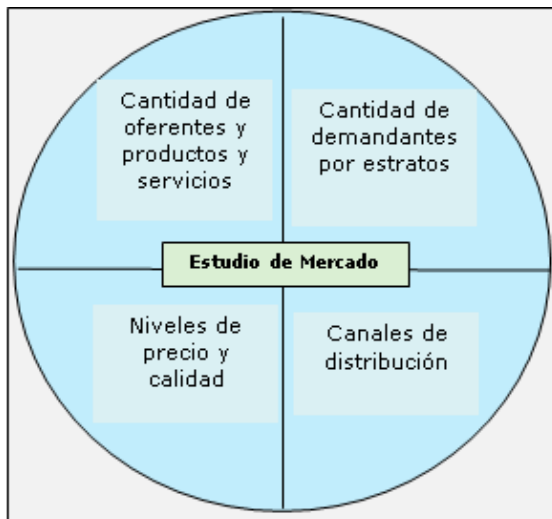 Cantidad de
oferentes y
productos y
servicios
Cantidad de
demandantes
por estratos
Estudio de Mercado
Niveles de
precio y
calidad
Canales de
distribución